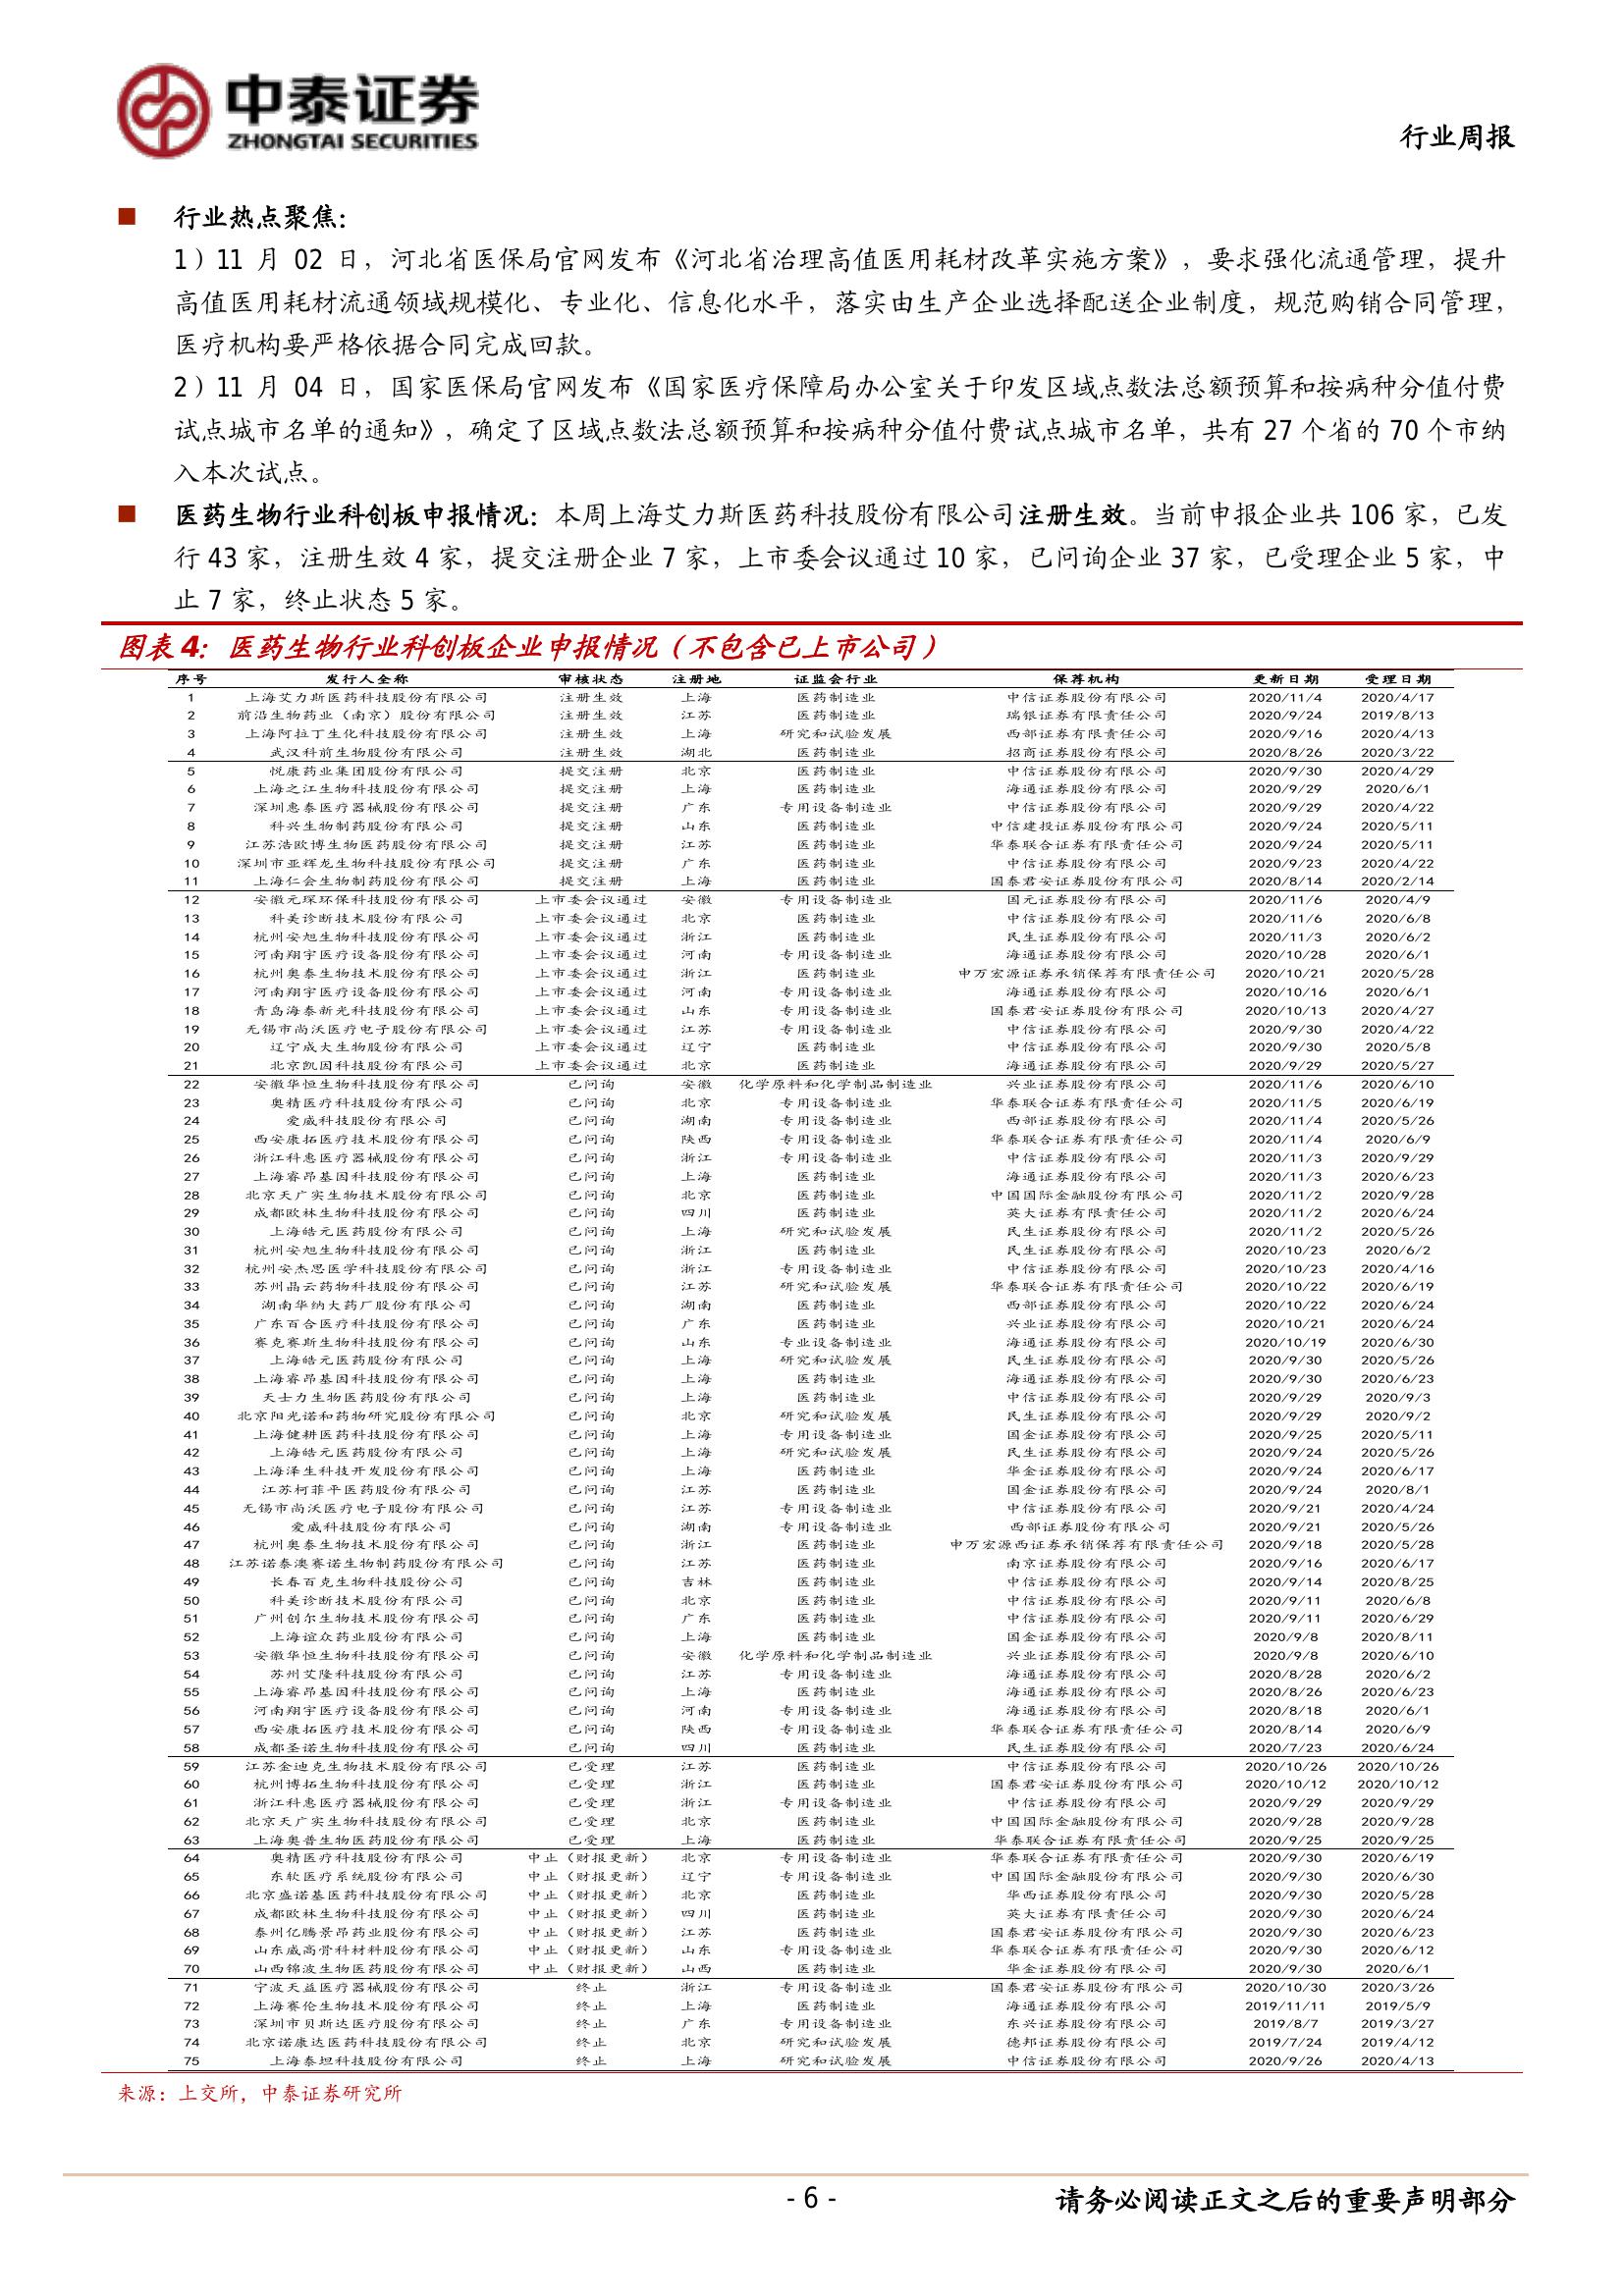 中泰证券
ZHONGTAI SECURITIES
行业周报
行业热点聚焦：
1）11 月 02 日，河北省医保局官网发布《河北省治理高值医用耗材改革实施方案》，要求强化流通管理，提升
高值医用耗材流通领域规模化、专业化、信息化水平，落实由生产企业选择配送企业制度，规范购销合同管理，
医疗机构要严格依据合同完成回款。
2）11 月 04 日，国家医保局官网发布《国家医疗保障局办公室关于印发区域点数法总额预算和按病种分值付费
试点城市名单的通知》，确定了区域点数法总额预算和按病种分值付费试点城市名单，共有 27 个省的 70 个市纳
入本次试点。
医药生物行业科创板申报情况：本周上海艾力斯医药科技股份有限公司注册生效。当前申报企业共 106 家，已发
行 43 家，注册生效 4 家，提交注册企业 7 家，上市委会议通过 10 家，已问询企业 37 家，已受理企业 5 家，中
止 7 家，终止状态 5 家。
图表 4：医药生物行业科创板企业申报情况（不包含已上市公司）
序号 发行人全称 审核状态 注册地 证监会行业 保荐机构 更新日期 受理日期
1 上海艾力斯医药科技股份有限公司 注册生效 上海 医药制造业 中信证券股份有限公司 2020/11/4 2020/4/17
2 前沿生物药业（南京）股份有限公司 注册生效 江苏 医药制造业 瑞银证券有限责任公司 2020/9/24 2019/8/13
3 上海阿拉丁生化科技股份有限公司 注册生效 上海 研究和试验发展 西部证券有限责任公司 2020/9/16 2020/4/13
4 武汉科前生物股份有限公司 注册生效 湖北 医药制造业 招商证券股份有限公司 2020/8/26 2020/3/22
5 悦康药业集团股份有限公司 提交注册 北京 医药制造业 中信证券股份有限公司 2020/9/30 2020/4/29
6 上海之江生物科技股份有限公司 提交注册 上海 医药制造业 海通证券股份有限公司 2020/9/29 2020/6/1
7 深圳惠泰医疗器械股份有限公司 提交注册 广东 专用设备制造业 中信证券股份有限公司 2020/9/29 2020/4/22
8 科兴生物制药股份有限公司 提交注册 山东 医药制造业 中信建投证券股份有限公司 2020/9/24 2020/5/11
9 江苏浩欧博生物医药股份有限公司 提交注册 江苏 医药制造业 华泰联合证券有限责任公司 2020/9/24 2020/5/11
10 深圳市亚辉龙生物科技股份有限公司 提交注册 广东 医药制造业 中信证券股份有限公司 2020/9/23 2020/4/22
11 上海仁会生物制药股份有限公司 提交注册 上海 医药制造业 国泰君安证券股份有限公司 2020/8/14 2020/2/14
12 安徽元琛环保科技股份有限公司 上市委会议通过 安徽 专用设备制造业 国元证券股份有限公司 2020/11/6 2020/4/9
13 科美诊断技术股份有限公司 上市委会议通过 北京 医药制造业 中信证券股份有限公司 2020/11/6 2020/6/8
14 杭州安旭生物科技股份有限公司 上市委会议通过 浙江 医药制造业 民生证券股份有限公司 2020/11/3 2020/6/2
15 河南翔宇医疗设备股份有限公司 上市委会议通过 河南 专用设备制造业 海通证券股份有限公司 2020/10/28 2020/6/1
16 杭州奥泰生物技术股份有限公司 上市委会议通过 浙江 医药制造业 申万宏源证券承销保荐有限责任公司 2020/10/21 2020/5/28
17 河南翔宇医疗设备股份有限公司 上市委会议通过 河南 专用设备制造业 海通证券股份有限公司 2020/10/16 2020/6/1
18 青岛海泰新光科技股份有限公司 上市委会议通过 山东 专用设备制造业 国泰君安证券股份有限公司 2020/10/13 2020/4/27
19 无锡市尚沃医疗电子股份有限公司 上市委会议通过 江苏 专用设备制造业 中信证券股份有限公司 2020/9/30 2020/4/22
20 辽宁成大生物股份有限公司 上市委会议通过 辽宁 医药制造业 中信证券股份有限公司 2020/9/30 2020/5/8
21 北京凯因科技股份有限公司 上市委会议通过 北京 医药制造业 海通证券股份有限公司 2020/9/29 2020/5/27
22 安徽华恒生物科技股份有限公司 已问询 安徽 化学原料和化学制品制造业 兴业证券股份有限公司 2020/11/6 2020/6/10
23 奥精医疗科技股份有限公司 已问询 北京 专用设备制造业 华泰联合证券有限责任公司 2020/11/5 2020/6/19
24 爱威科技股份有限公司 已问询 湖南 专用设备制造业 西部证券股份有限公司 2020/11/4 2020/5/26
25 西安康拓医疗技术股份有限公司 已问询 陕西 专用设备制造业 华泰联合证券有限责任公司 2020/11/4 2020/6/9
26 浙江科惠医疗器械股份有限公司 已问询 浙江 专用设备制造业 中信证券股份有限公司 2020/11/3 2020/9/29
27 上海睿昂基因科技股份有限公司 已问询 上海 医药制造业 海通证券股份有限公司 2020/11/3 2020/6/23
28 北京天广实生物技术股份有限公司 已问询 北京 医药制造业 中国国际金融股份有限公司 2020/11/2 2020/9/28
29 成都欧林生物科技股份有限公司 已问询 四川 医药制造业 英大证券有限责任公司 2020/11/2 2020/6/24
30 上海皓元医药股份有限公司 已问询 上海 研究和试验发展 民生证券股份有限公司 2020/11/2 2020/5/26
31 杭州安旭生物科技股份有限公司 已问询 浙江 医药制造业 民生证券股份有限公司 2020/10/23 2020/6/2
32 杭州安杰思医学科技股份有限公司 已问询 浙江 专用设备制造业 中信证券股份有限公司 2020/10/23 2020/4/16
33 苏州晶云药物科技股份有限公司 已问询 江苏 研究和试验发展 华泰联合证券有限责任公司 2020/10/22 2020/6/19
34 湖南华纳大药厂股份有限公司 已问询 湖南 医药制造业 西部证券股份有限公司 2020/10/22 2020/6/24
35 广东百合医疗科技股份有限公司 已问询 广东 医药制造业 兴业证券股份有限公司 2020/10/21 2020/6/24
36 赛克赛斯生物科技股份有限公司 已问询 山东 专业设备制造业 海通证券股份有限公司 2020/10/19 2020/6/30
37 上海皓元医药股份有限公司 已问询 上海 研究和试验发展 民生证券股份有限公司 2020/9/30 2020/5/26
38 上海睿昂基因科技股份有限公司 已问询 上海 医药制造业 海通证券股份有限公司 2020/9/30 2020/6/23
39 天士力生物医药股份有限公司 已问询 上海 医药制造业 中信证券股份有限公司 2020/9/29 2020/9/3
40 北京阳光诺和药物研究股份有限公司 已问询 北京 研究和试验发展 民生证券股份有限公司 2020/9/29 2020/9/2
41 上海健耕医药科技股份有限公司 已问询 上海 专用设备制造业 国金证券股份有限公司 2020/9/25 2020/5/11
42 上海皓元医药股份有限公司 已问询 上海 研究和试验发展 民生证券股份有限公司 2020/9/24 2020/5/26
43 上海泽生科技开发股份有限公司 已问询 上海 医药制造业 华金证券股份有限公司 2020/9/24 2020/6/17
44 江苏柯菲平医药股份有限公司 已问询 江苏 医药制造业 国金证券股份有限公司 2020/9/24 2020/8/1
45 无锡市尚沃医疗电子股份有限公司 已问询 江苏 专用设备制造业 中信证券股份有限公司 2020/9/21 2020/4/24
46 爱威科技股份有限公司 已问询 湖南 专用设备制造业 西部证券股份有限公司 2020/9/21 2020/5/26
47 杭州奥泰生物技术股份有限公司 已问询 浙江 医药制造业 申万宏源西证券承销保荐有限责任公司 2020/9/18 2020/5/28
48 江苏诺泰澳赛诺生物制药股份有限公司 已问询 江苏 医药制造业 南京证券股份有限公司 2020/9/16 2020/6/17
49 长春百克生物科技股份公司 已问询 吉林 医药制造业 中信证券股份有限公司 2020/9/14 2020/8/25
50 科美诊断技术股份有限公司 已问询 北京 医药制造业 中信证券股份有限公司 2020/9/11 2020/6/8
51 广州创尔生物技术股份有限公司 已问询 广东 医药制造业 中信证券股份有限公司 2020/9/11 2020/6/29
52 上海谊众药业股份有限公司 已问询 上海 医药制造业 国金证券股份有限公司 2020/9/8 2020/8/11
53 安徽华恒生物科技股份有限公司 已问询 安徽 化学原料和化学制品制造业 兴业证券股份有限公司 2020/9/8 2020/6/10
54 苏州艾隆科技股份有限公司 已问询 江苏 专用设备制造业 海通证券股份有限公司 2020/8/28 2020/6/2
55 上海睿昂基因科技股份有限公司 已问询 上海 医药制造业 海通证券股份有限公司 2020/8/26 2020/6/23
56 河南翔宇医疗设备股份有限公司 已问询 河南 专用设备制造业 海通证券股份有限公司 2020/8/18 2020/6/1
57 西安康拓医疗技术股份有限公司 已问询 陕西 专用设备制造业 华泰联合证券有限责任公司 2020/8/14 2020/6/9
58 成都圣诺生物科技股份有限公司 已问询 四川 医药制造业 民生证券股份有限公司 2020/7/23 2020/6/24
59 江苏金迪克生物技术股份有限公司 已受理 江苏 医药制造业 中信证券股份有限公司 2020/10/26 2020/10/26
60 杭州博拓生物科技股份有限公司 已受理 浙江 医药制造业 国泰君安证券股份有限公司 2020/10/12 2020/10/12
61 浙江科惠医疗器械股份有限公司 已受理 浙江 专用设备制造业 中信证券股份有限公司 2020/9/29 2020/9/29
62 北京天广实生物技术股份有限公司 已受理 北京 医药制造业 中国国际金融股份有限公司 2020/9/28 2020/9/28
63 上海奥普生物医药股份有限公司 已受理 上海 医药制造业 华泰联合证券有限责任公司 2020/9/25 2020/9/25
64 奥精医疗科技股份有限公司 中止（财报更新） 北京 专用设备制造业 华泰联合证券有限责任公司 2020/9/30 2020/6/19
65 东软医疗系统股份有限公司 中止（财报更新） 辽宁 专用设备制造业 中国国际金融股份有限公司 2020/9/30 2020/6/30
66 北京盛诺基医药科技股份有限公司 中止（财报更新） 北京 医药制造业 华西证券股份有限公司 2020/9/30 2020/5/28
67 成都欧林生物科技股份有限公司 中止（财报更新） 四川 医药制造业 英大证券有限责任公司 2020/9/30 2020/6/24
68 泰州亿腾景昂药业股份有限公司 中止（财报更新） 江苏 医药制造业 国泰君安证券股份有限公司 2020/9/30 2020/6/23
69 山东威高骨科材料股份有限公司 中止（财报更新） 山东 专用设备制造业 华泰联合证券有限责任公司 2020/9/30 2020/6/12
70 山西锦波生物医药股份有限公司 中止（财报更新） 山西 医药制造业 华金证券有限公司 2020/9/30 2020/6/1
71 宁波天益医疗器械股份有限公司 终止 浙江 专用设备制造业 国泰君安证券股份有限公司 2020/10/30 2020/3/26
72 上海赛伦生物技术股份有限公司 终止 上海 医药制造业 海通证券股份有限公司 2019/11/11 2019/5/9
73 深圳市贝斯达医疗股份有限公司 终止 广东 专用设备制造业 东兴证券股份有限公司 2019/8/7 2019/3/27
74 北京诺康达医药科技股份有限公司 终止 北京 研究和试验发展 德邦证券股份有限公司 2019/7/24 2019/4/12
75 上海泰坦科技股份有限公司 终止 上海 研究和试验发展 中信证券股份有限公司 2020/9/26 2020/4/13
来源：上交所，中泰证券研究所
- 6 -
请务必阅读正文之后的重要声明部分